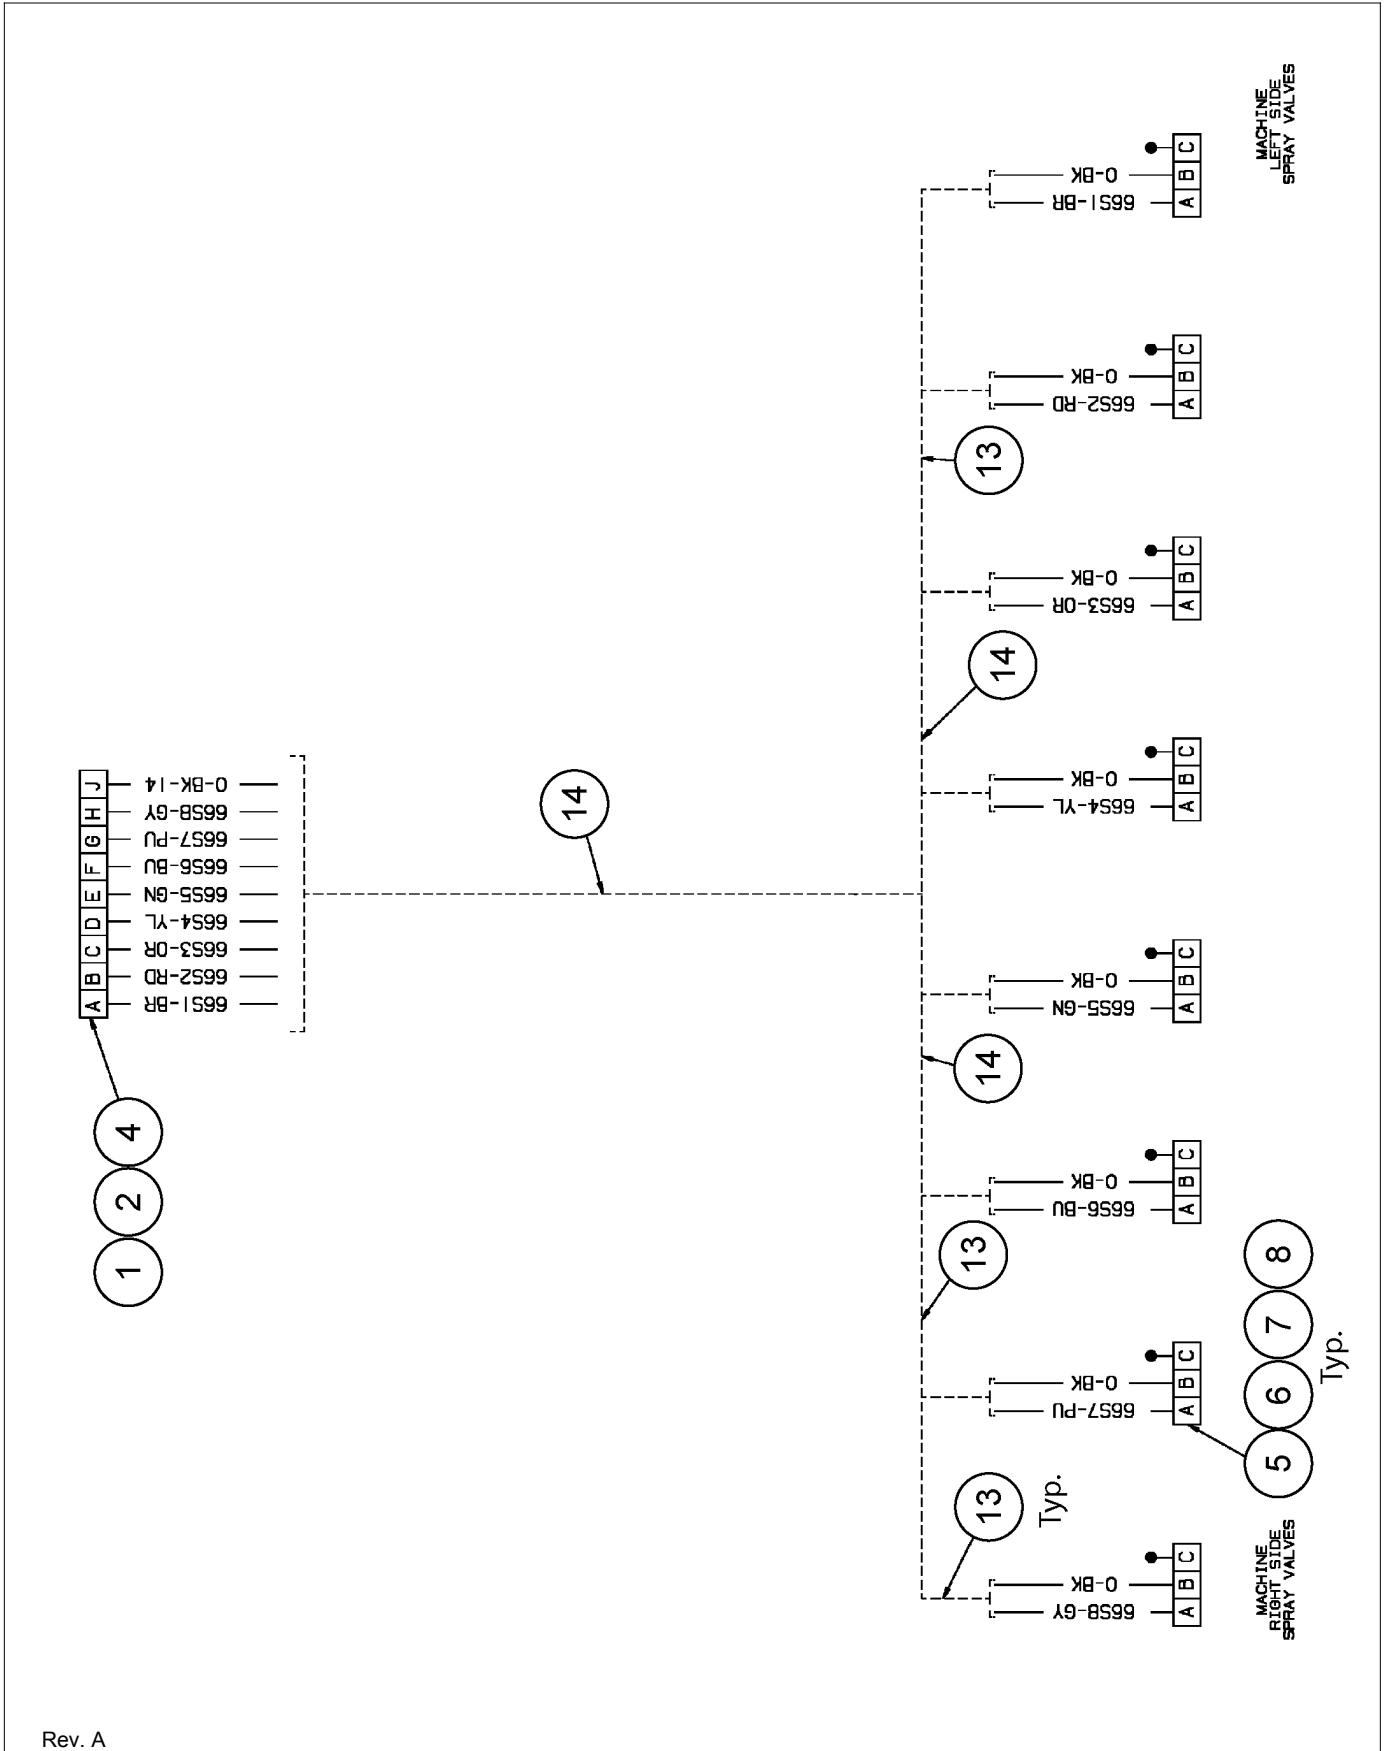 MACHINE
LEFT SIDE
SPRAY VALVES
A B C
66S1-BR
0-BK
A B C
66S2-RD
0-BK
13
A B C
66S3-OR
0-BK
14
A B C
66S4-YL
0-BK
A B C D E F G H J
66S1-BR
66S2-RD
66S3-OR
66S4-YL
66S5-GN
66S6-BU
66S7-PU
66S8-GY
0-BK-14
14
1 2 4
A B C
66S5-GN
0-BK
14
A B C
66S6-BU
0-BK
13
A B C
66S7-PU
0-BK
5 6 7 8
Typ.
13
Typ.
A B C
66S8-GY
0-BK
MACHINE
RIGHT SIDE
SPRAY VALVES
Rev. A